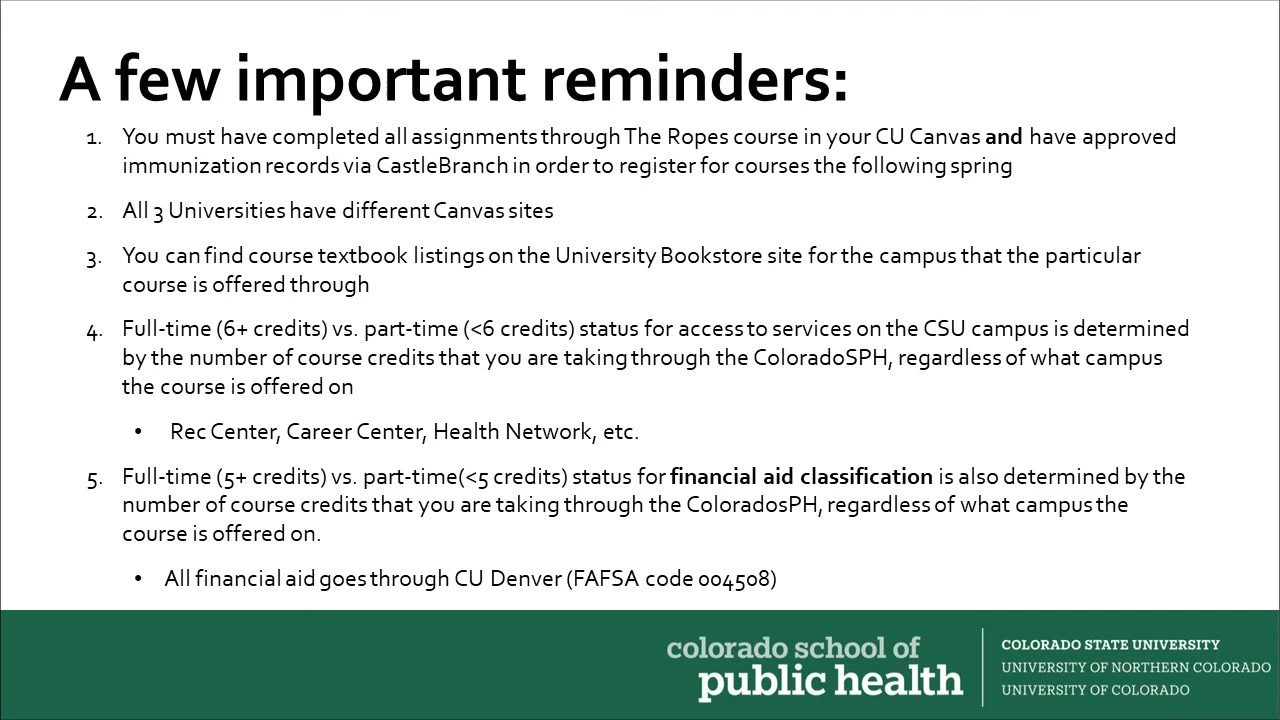 A few important reminders:
1. You must have completed all assignments through The Ropes course in your CU Canvas and have approved
immunization records via CastleBranch in order to register for courses the following spring
2. All 3 Universities have different Canvas sites
3. You can find course textbook listings on the University Bookstore site for the campus that the particular
course is offered through
4. Full-time (6+ credits) vs. part-time (<6 credits) status for access to services on the CSU campus is determined
by the number of course credits that you are taking through the ColoradoSPH, regardless of what campus
the course is offered on
• Rec Center, Career Center, Health Network, etc.
5. Full-time (5+ credits) vs. part-time(<5 credits) status for financial aid classification is also determined by the
number of course credits that you are taking through the ColoradosPH, regardless of what campus the
course is offered on.
• All financial aid goes through CU Denver (FAFSA code 004508)
colorado school of
public health
COLORADO STATE UNIVERSITY
UNIVERSITY OF NORTHERN COLORADO
UNIVERSITY OF COLORADO